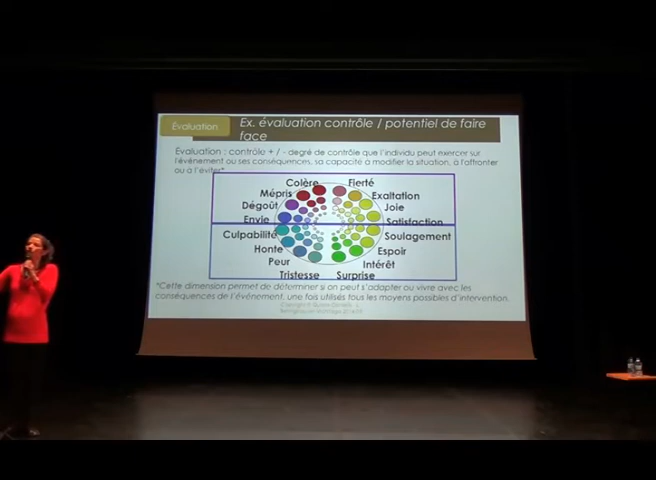 Évaluation
Ex. évaluation contrôle / potentiel de faire
face
Évaluation : contrôle + / - degré de contrôle que l'individu peut exercer sur
l'événement ou ses conséquences, sa capacité à modifier la situation, à l'affronter
ou à l'éviter*
Colère Fierté
Mépris Exaltation
Dégoût Joie
Envie Satisfaction
Culpabilité Soulagement
Honte Espoir
Peur Intérêt
Tristesse Surprise
*Cette dimension permet de déterminer si on peut s'adapter ou vivre avec les
conséquences de l'événement, une fois utilisés tous les moyens possibles d'intervention.